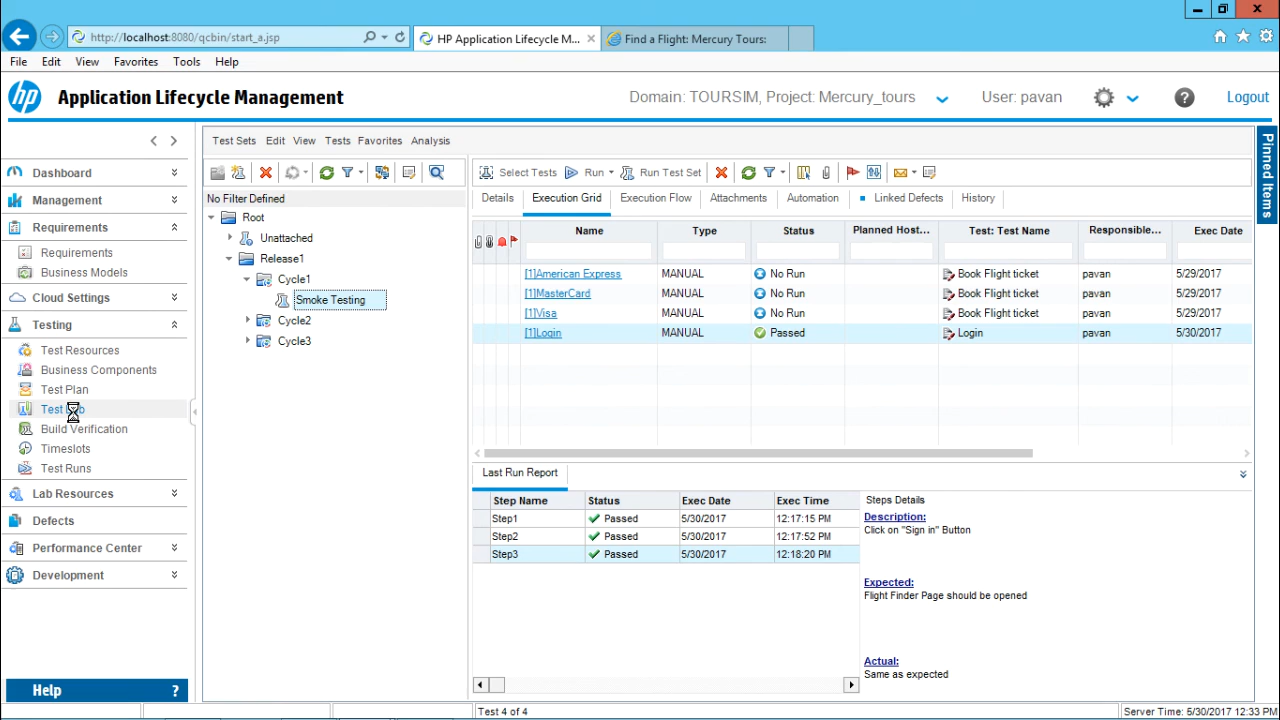 http://localhost:8080/qcbin/start_a.jsp
HP Application Lifecycle M...
Find a Flight: Mercury Tours:
File Edit View Favorites Tools Help
hp
Application Lifecycle Management
Domain: TOURSIM, Project: Mercury_tours
User: pavan
Logout
Dashboard
Management
Requirements
Requirements
Business Models
Cloud Settings
Testing
Test Resources
Business Components
Test Plan
Build Verification
Timeslots
Test Runs
Lab Resources
Defects
Performance Center
Development
Help ?
Test Sets Edit View Tests Favorites Analysis
No Filter Defined
Root
Unattached
Release1
Cycle1
Smoke Testing
Cycle2
Cycle3
Select Tests Run Run Test Set
Details Execution Grid Execution Flow Attachments Automation Linked Defects History
Name Type Status Planned Host... Test: Test Name Responsible... Exec Date
[1]American Express MANUAL No Run Book Flight ticket pavan 5/29/2017
[1]MasterCard MANUAL No Run Book Flight ticket pavan 5/29/2017
[1]Visa MANUAL No Run Book Flight ticket pavan 5/29/2017
[1]Login MANUAL Passed Login pavan 5/30/2017
Last Run Report
Step Name Status Exec Date Exec Time
Step1 Passed 5/30/2017 12:17:15 PM
Step2 Passed 5/30/2017 12:17:52 PM
Step3 Passed 5/30/2017 12:18:20 PM
Steps Details
Description:
Click on "Sign in" Button
Expected:
Flight Finder Page should be opened
Actual:
Same as expected
Pinned Items
Test 4 of 4
Server Time: 5/30/2017 12:33 PM